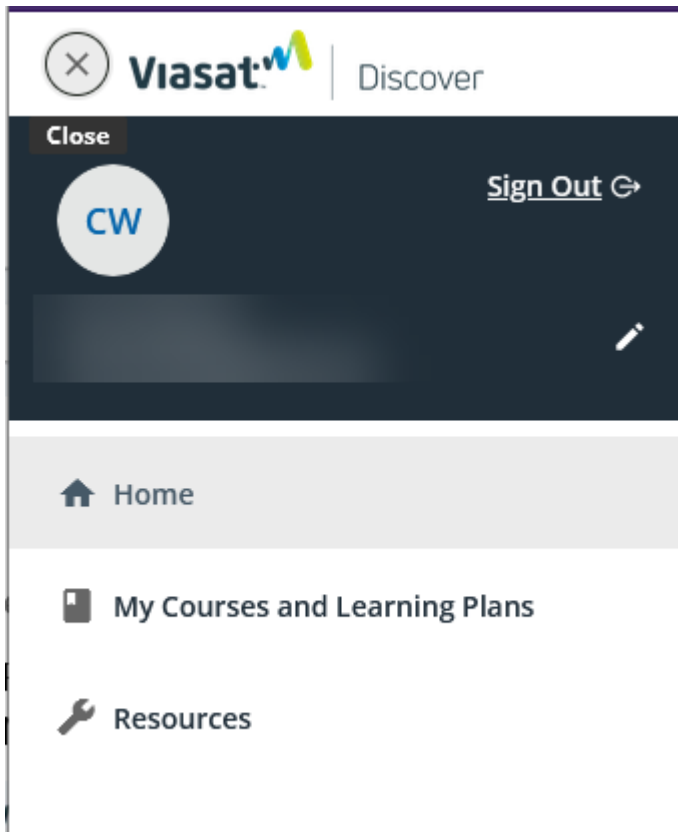 Viasat Discover
Close
CW
Sign Out
Home
My Courses and Learning Plans
Resources